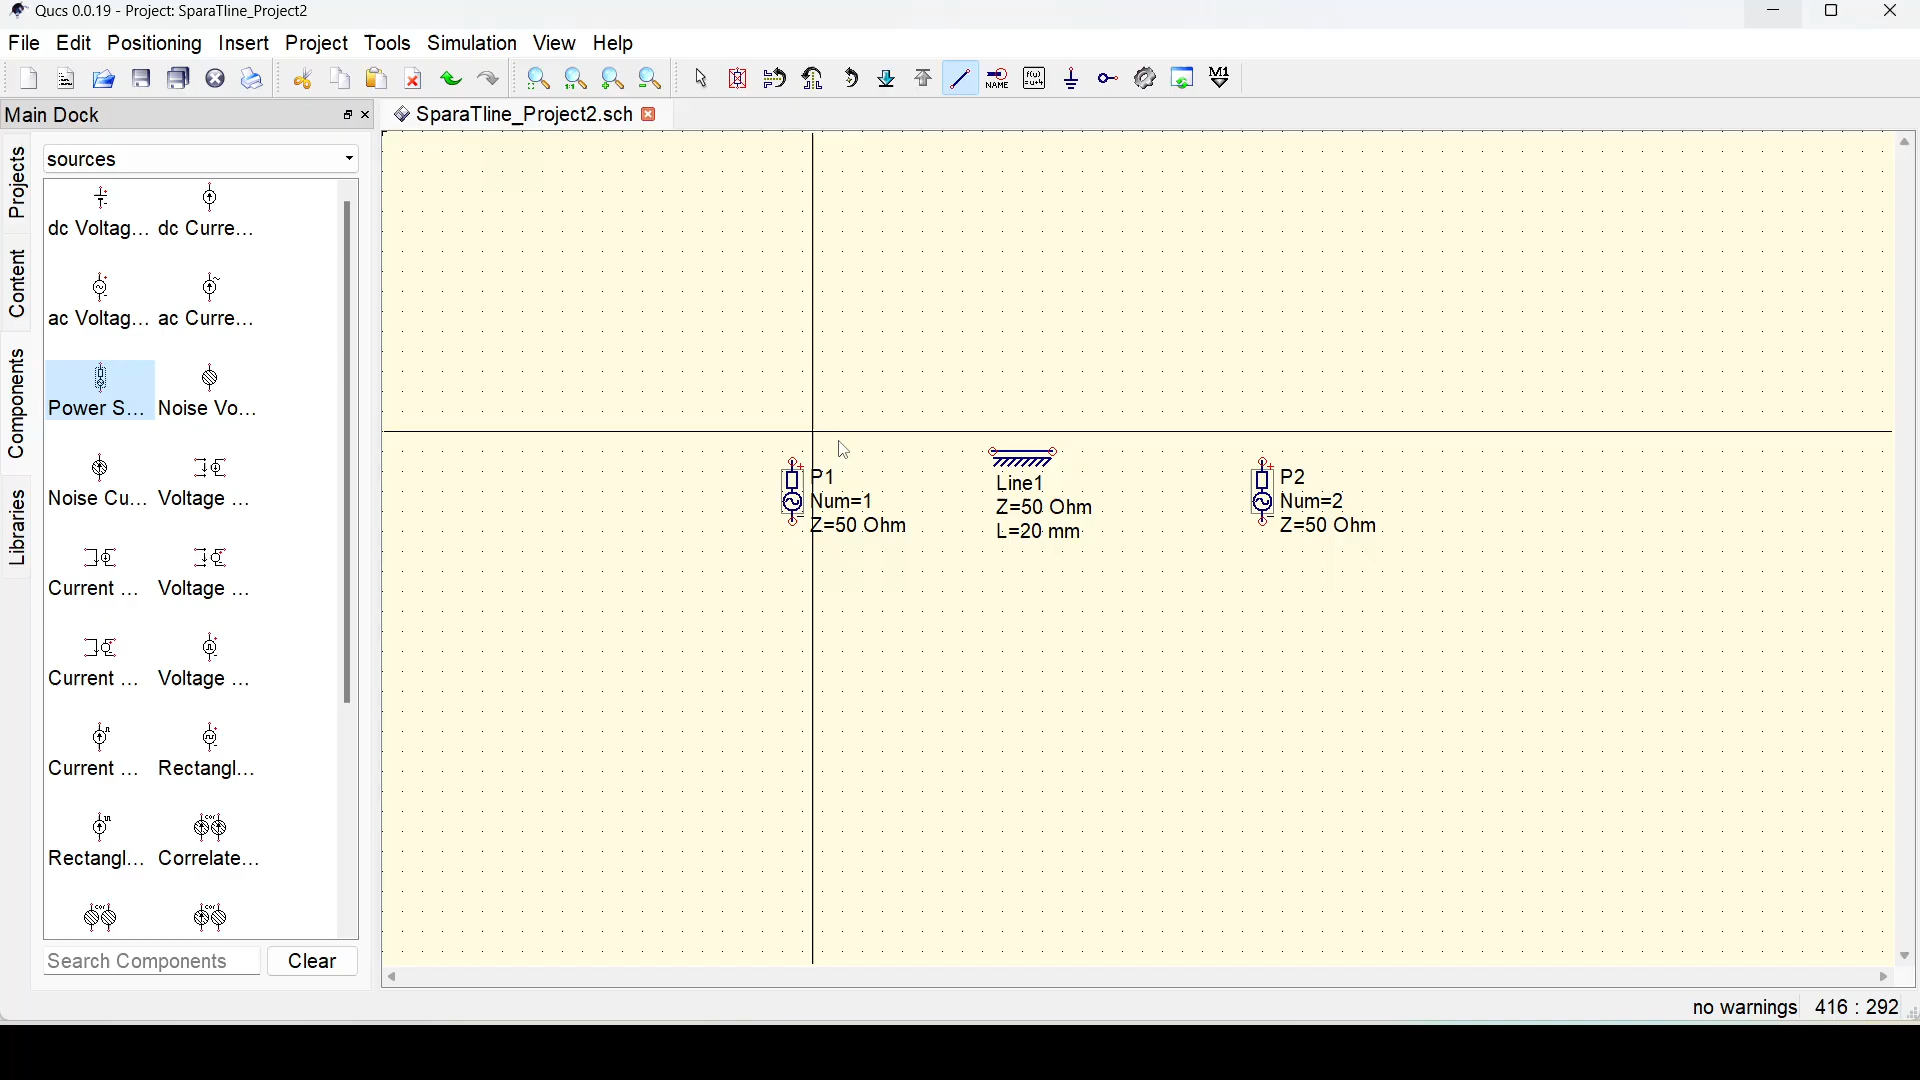 Qucs 0.0.19 - Project: SparaTline_Project2
File Edit Positioning Insert Project Tools Simulation View Help
NAME
M1
Main Dock
SparaTline_Project2.sch
Projects
Content
Components
Libraries
sources
dc Voltag... dc Curre...
ac Voltag... ac Curre...
Power S... Noise Vo...
Noise Cu... Voltage ...
Current ... Voltage ...
Current ... Voltage ...
Current ... Rectangl...
Rectangl... Correlate...
Search Components Clear
P1
Num=1
Z=50 Ohm
Line1
Z=50 Ohm
L=20 mm
P2
Num=2
Z=50 Ohm
no warnings 416 : 292